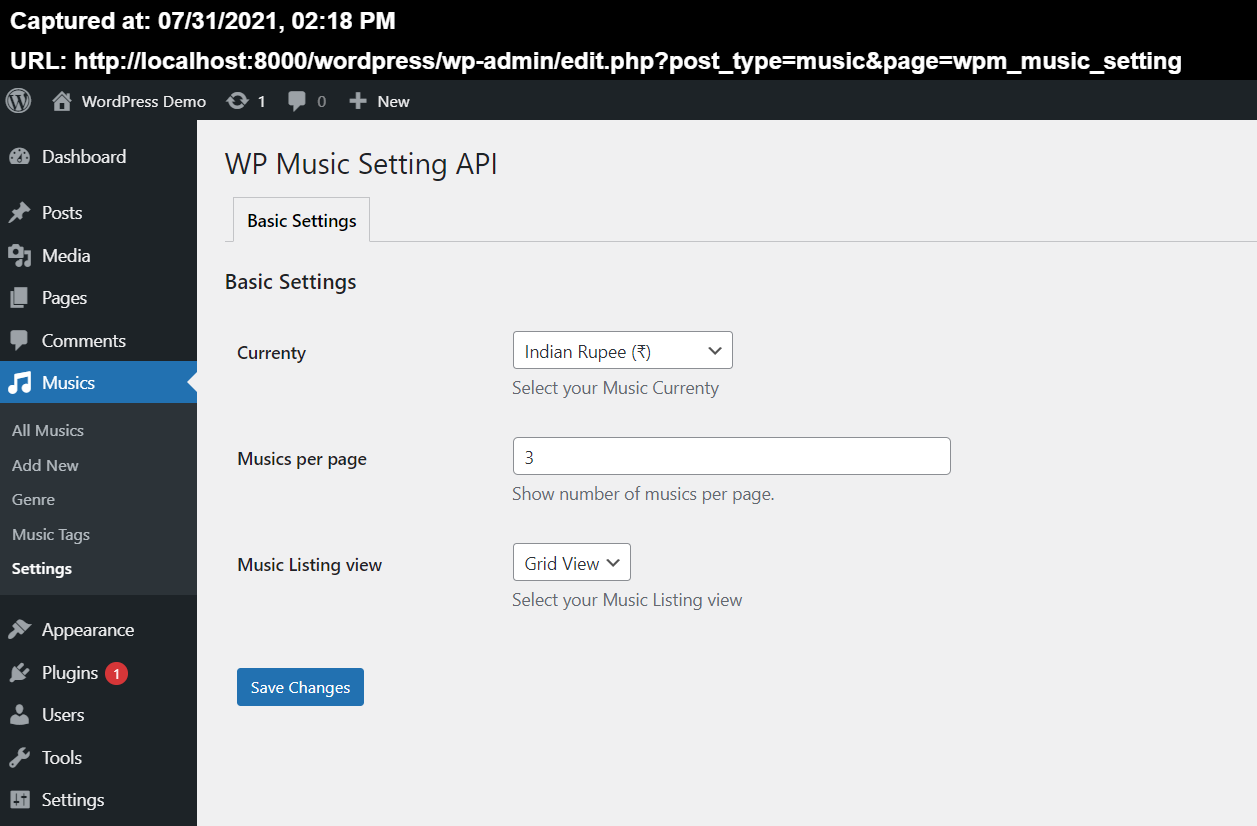 Captured at: 07/31/2021, 02:18 PM
URL: http://localhost:8000/wordpress/wp-admin/edit.php?post_type=music&page=wpm_music_setting
WordPress Demo 1 0 New
Dashboard
Posts
Media
Pages
Comments
Musics
All Musics
Add New
Genre
Music Tags
Settings
Appearance
Plugins 1
Users
Tools
Settings
WP Music Setting API
Basic Settings
Basic Settings
Currenty
Indian Rupee (₹)
Select your Music Currenty
Musics per page
3
Show number of musics per page.
Music Listing view
Grid View
Select your Music Listing view
Save Changes